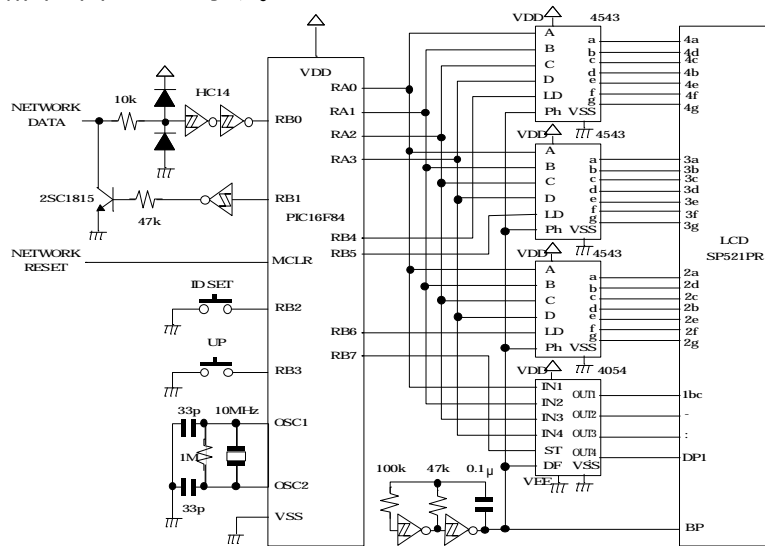 VDD
4543
A
B
C
D
LD
Ph VSS
a
b
c
d
e
f
g
4a
4d
4c
4b
4e
4f
4g
HC14
10k
NETWORK
DATA
VDD
RA0
RA1
RA2
RA3
RB0
2SC1815
47k
RB1
PIC16F84
RB4
RB5
NETWORK
RESET
MCLR
VDD
4543
A
B
C
D
LD
Ph VSS
a
b
c
d
e
f
g
3a
3b
3c
3d
3e
3f
3g
LCD
SP521PR
ID SET
RB2
RB6
RB7
VDD
4543
A
B
C
D
LD
Ph VSS
a
b
c
d
e
f
g
2a
2d
2c
2b
2e
2f
2g
UP
RB3
33p
10MHz
OSC1
1M
OSC2
33p
VSS
VDD
4054
IN1
IN2
IN3
IN4
ST
DF
VEE
OUT1
OUT2
OUT3
OUT4
VSS
1bc
-
:
DP1
100k
47k
0.1μ
BP